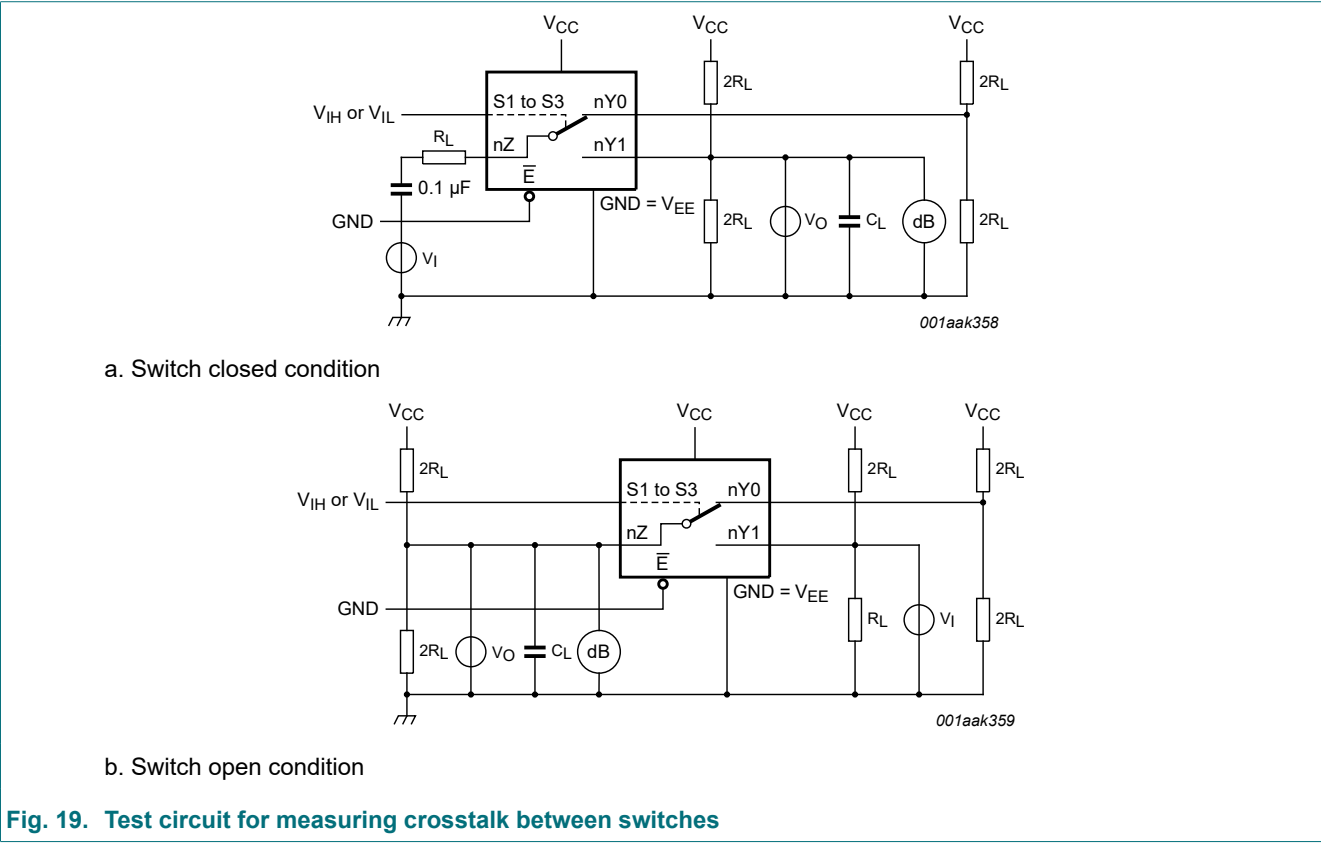 VCC VCC VCC
2RL 2RL
S1 to S3 nY0
VIH or VIL
RL nZ nY1
E
0.1 µF
GND = VEE
GND 2RL VO CL dB 2RL
VI
001aak358
a. Switch closed condition
VCC VCC VCC VCC
2RL 2RL 2RL
S1 to S3 nY0
VIH or VIL
nZ nY1
E
GND = VEE
GND
RL VI 2RL
2RL VO CL dB
001aak359
b. Switch open condition
Fig. 19. Test circuit for measuring crosstalk between switches